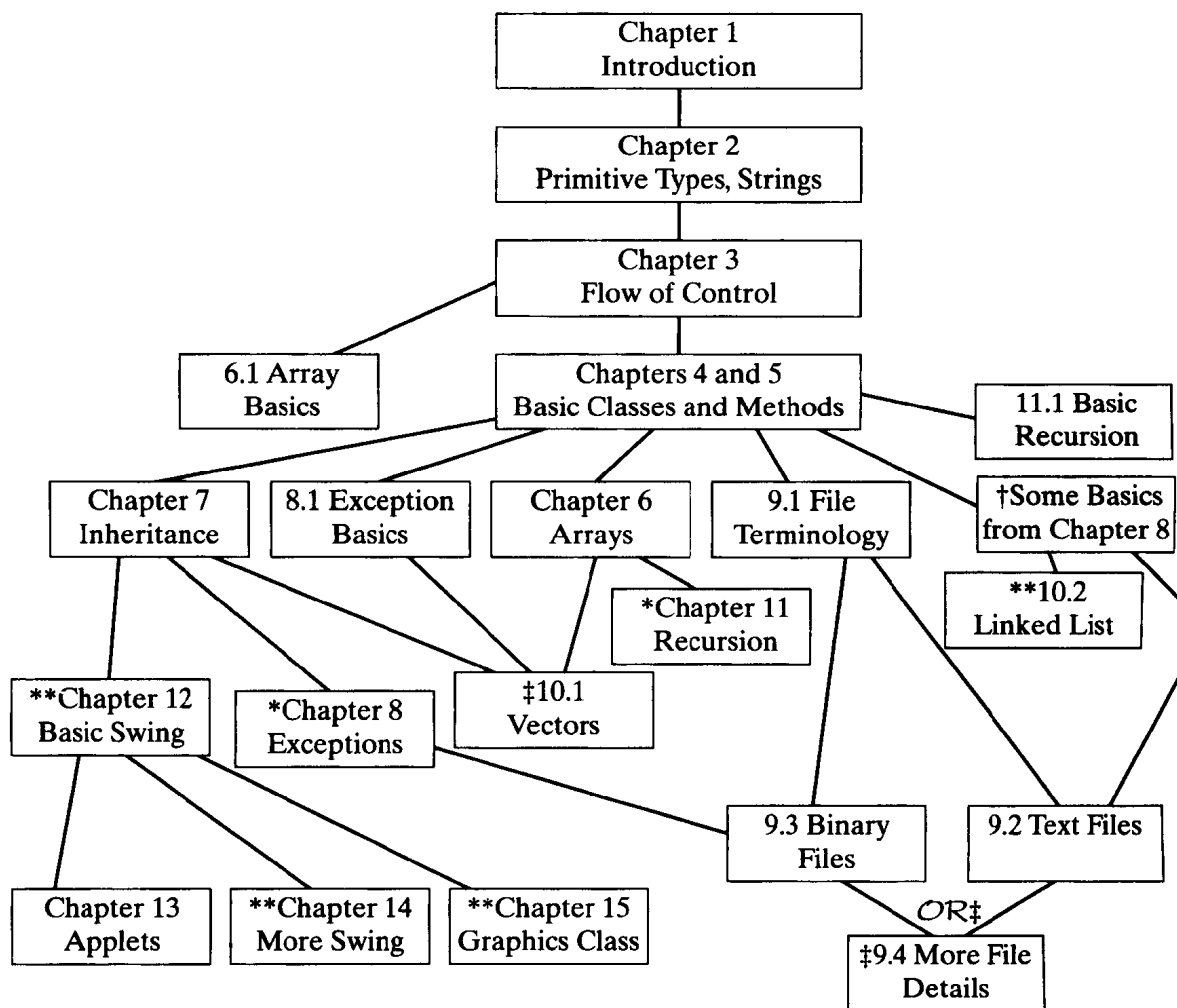 Chapter 1
Introduction
Chapter 2
Primitive Types, Strings
Chapter 3
Flow of Control
6.1 Array
Basics
Chapters 4 and 5
Basic Classes and Methods
11.1 Basic
Recursion
Chapter 7
Inheritance
8.1 Exception
Basics
Chapter 6
Arrays
9.1 File
Terminology
†Some Basics
from Chapter 8
*Chapter 11
Recursion
**10.2
Linked List
**Chapter 12
Basic Swing
*Chapter 8
Exceptions
‡10.1
Vectors
9.3 Binary
Files
9.2 Text Files
Chapter 13
Applets
**Chapter 14
More Swing
**Chapter 15
Graphics Class
OR‡
‡9.4 More File
Details